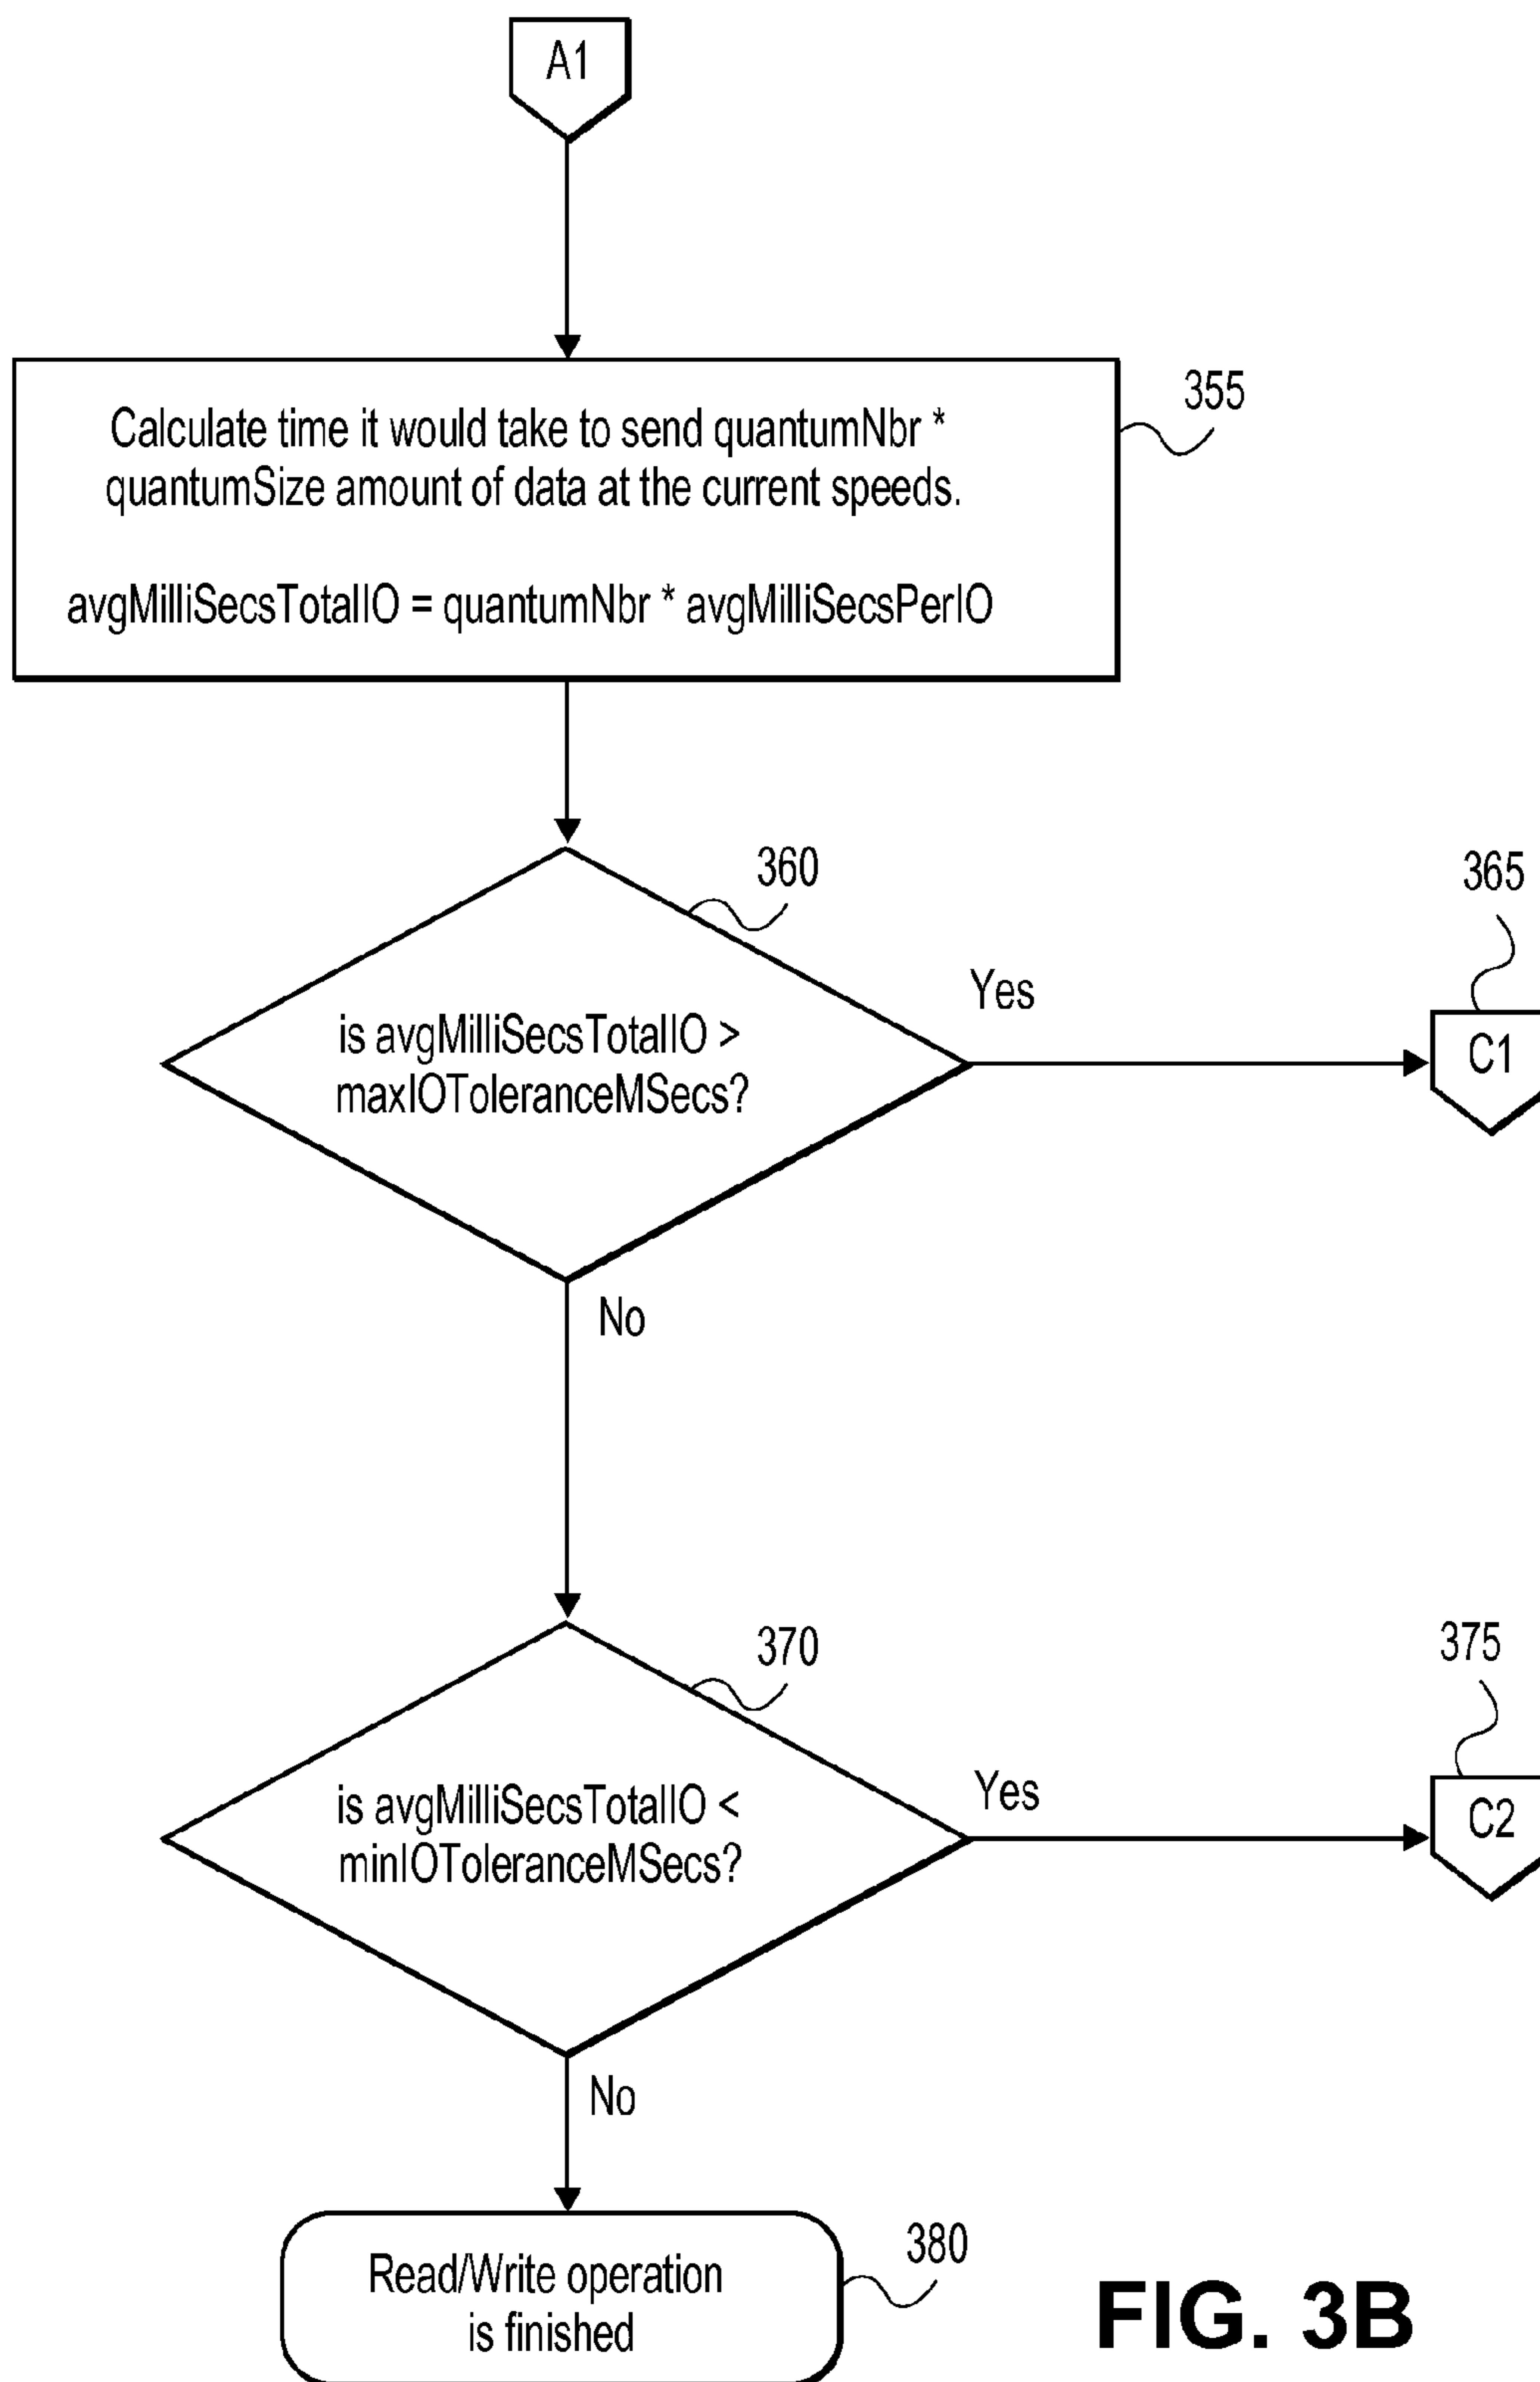 A1
355
Calculate time it would take to send quantumNbr *
quantumSize amount of data at the current speeds.
avgMilliSecsTotalIO = quantumNbr * avgMilliSecsPerIO
360
365
is avgMilliSecsTotalIO >
maxIOToleranceMSecs?
Yes
C1
No
370
375
is avgMilliSecsTotalIO <
minIOToleranceMSecs?
Yes
C2
No
380
Read/Write operation
is finished
FIG. 3B